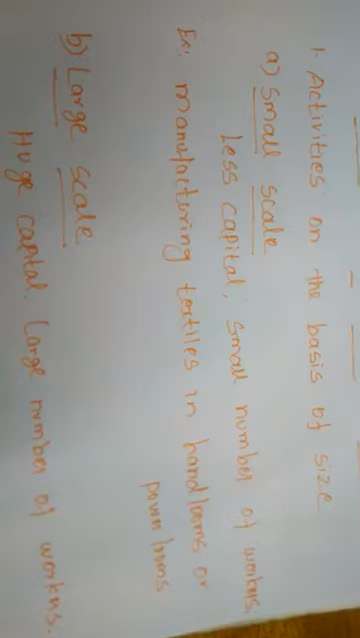 1. Activities on the basis of size
a) Small scale
Less capital, small number of workers.
Ex: manufacturing textiles in handlooms or
power looms
b) Large scale
Huge capital. Large number of workers.